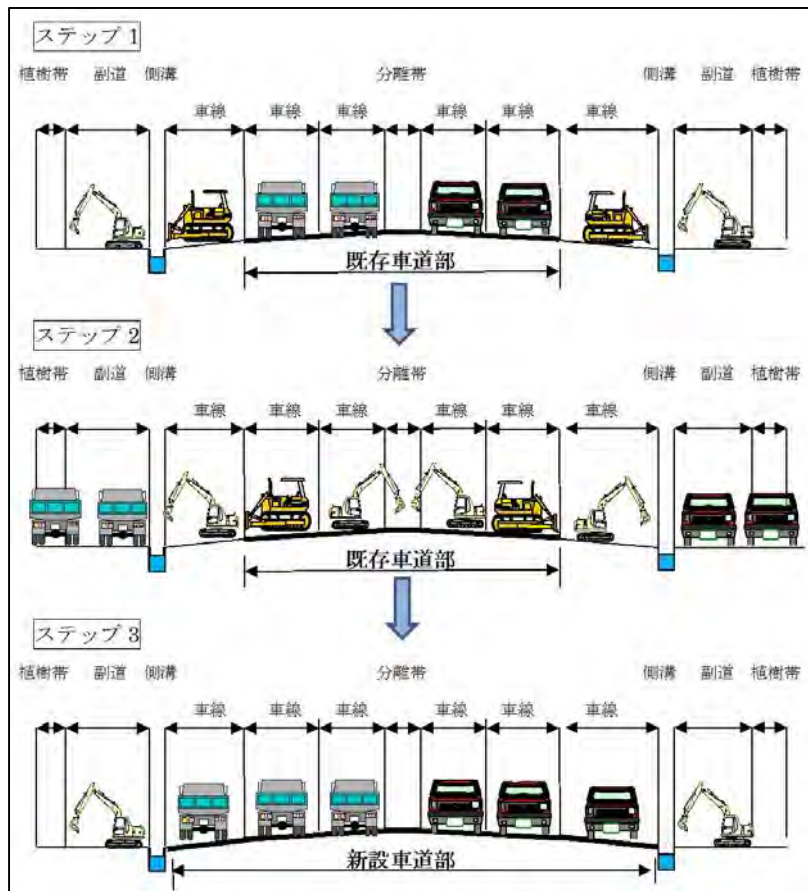 ステップ 1
植樹帯 副道 側溝 分離帯 側溝 副道 植樹帯
車線 車線 車線 車線 車線 車線
既存車道部
ステップ 2
植樹帯 副道 側溝 分離帯 側溝 副道 植樹帯
車線 車線 車線 車線 車線 車線
既存車道部
ステップ 3
植樹帯 副道 側溝 分離帯 側溝 副道 植樹帯
車線 車線 車線 車線 車線 車線
新設車道部